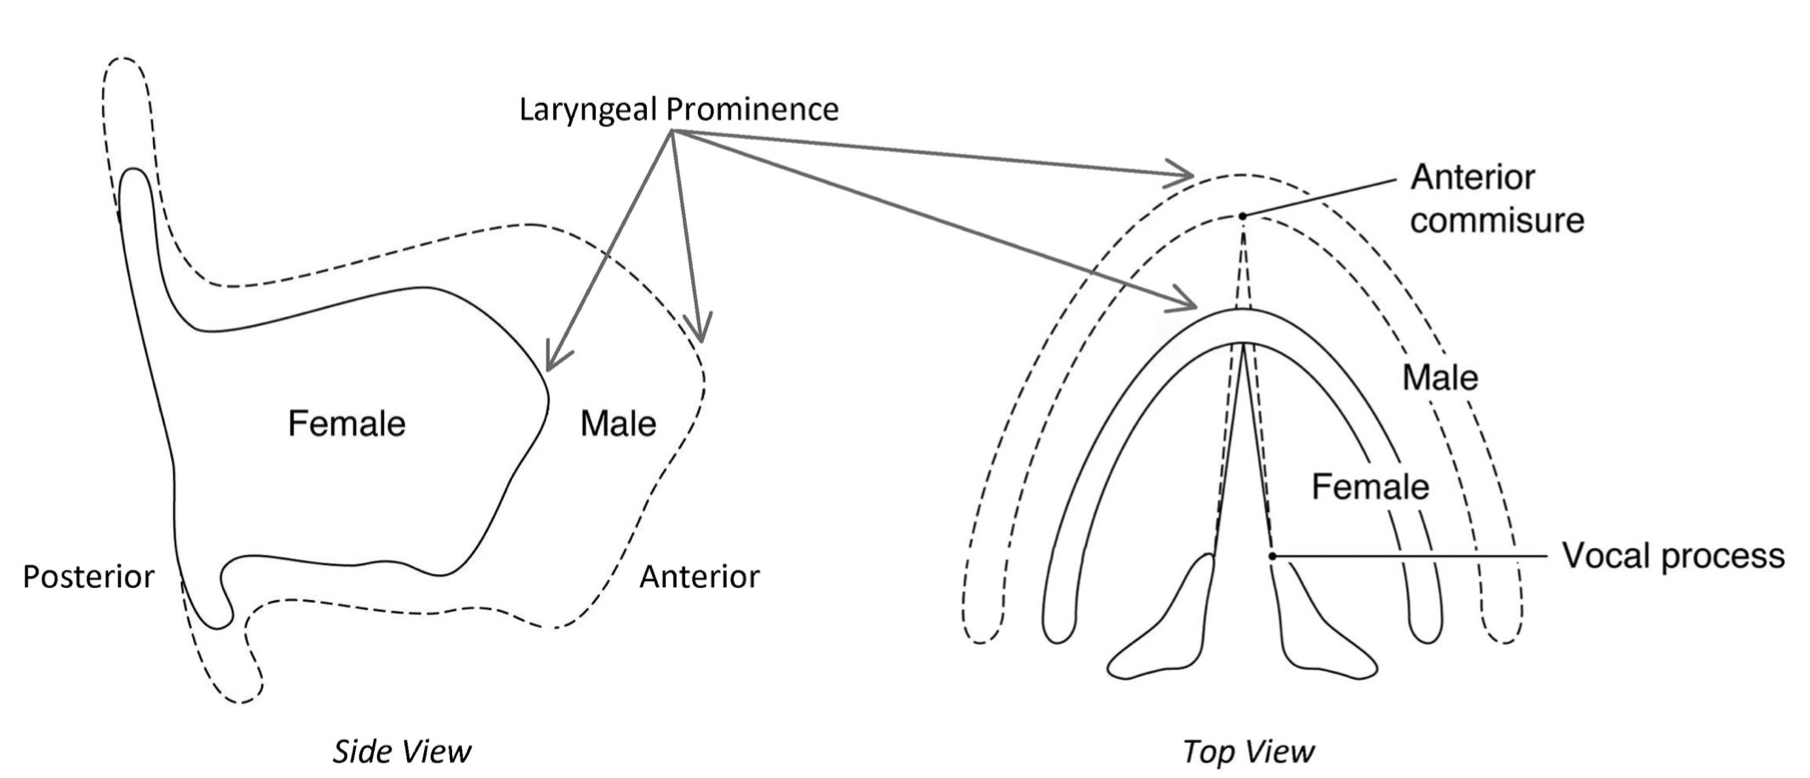 Laryngeal Prominence
Anterior
commisure
Male
Female
Male
Female
Posterior
Anterior
Vocal process
Side View
Top View